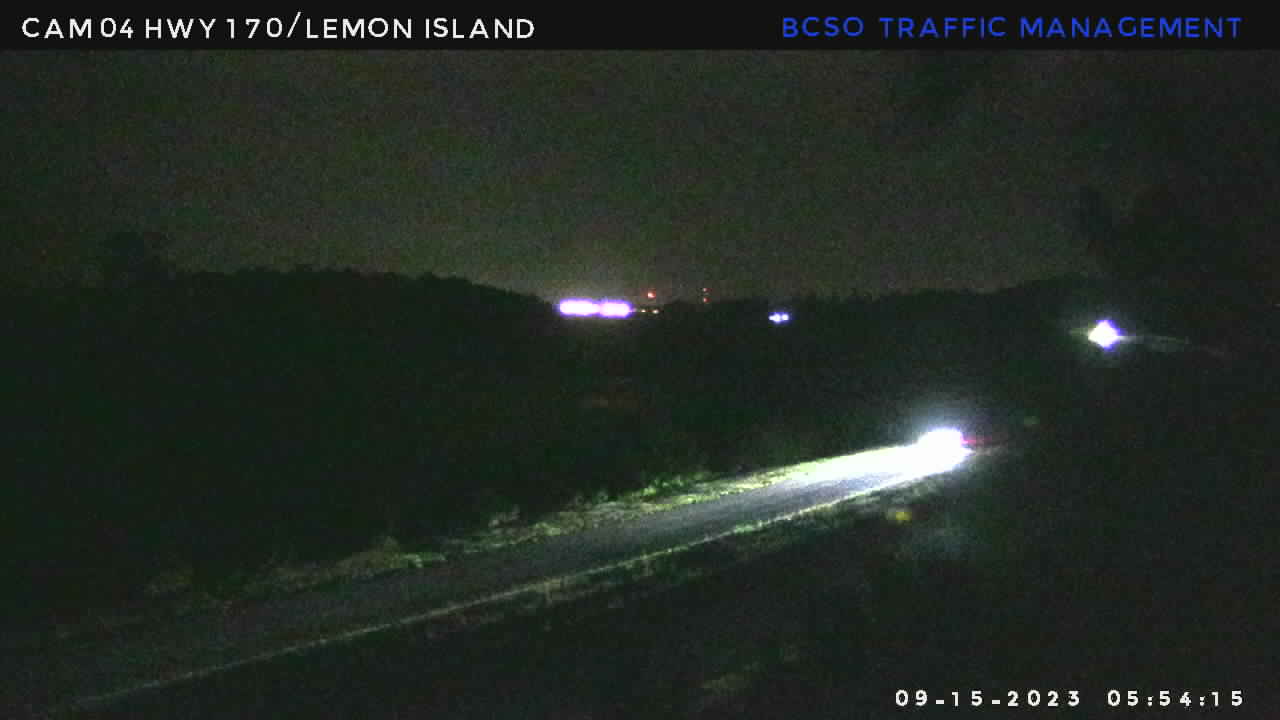 CAM04 HWY 170/LEMON ISLAND
BCSO TRAFFIC MANAGEMENT
09-15-2023 05:54:15